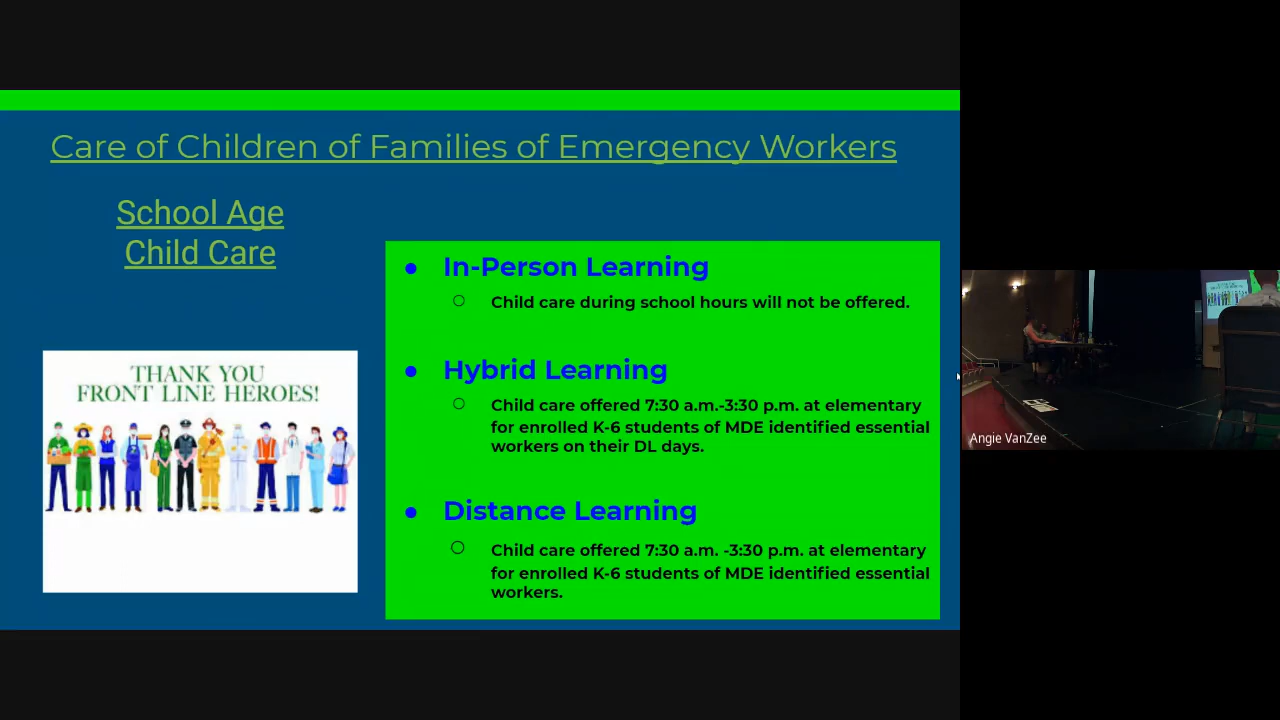 Care of Children of Families of Emergency Workers
School Age
Child Care
THANK YOU
FRONT LINE HEROES!
● In-Person Learning
○ Child care during school hours will not be offered.
● Hybrid Learning
○ Child care offered 7:30 a.m.-3:30 p.m. at elementary
for enrolled K-6 students of MDE identified essential
workers on their DL days.
● Distance Learning
○ Child care offered 7:30 a.m. -3:30 p.m. at elementary
for enrolled K-6 students of MDE identified essential
workers.
Angie VanZee